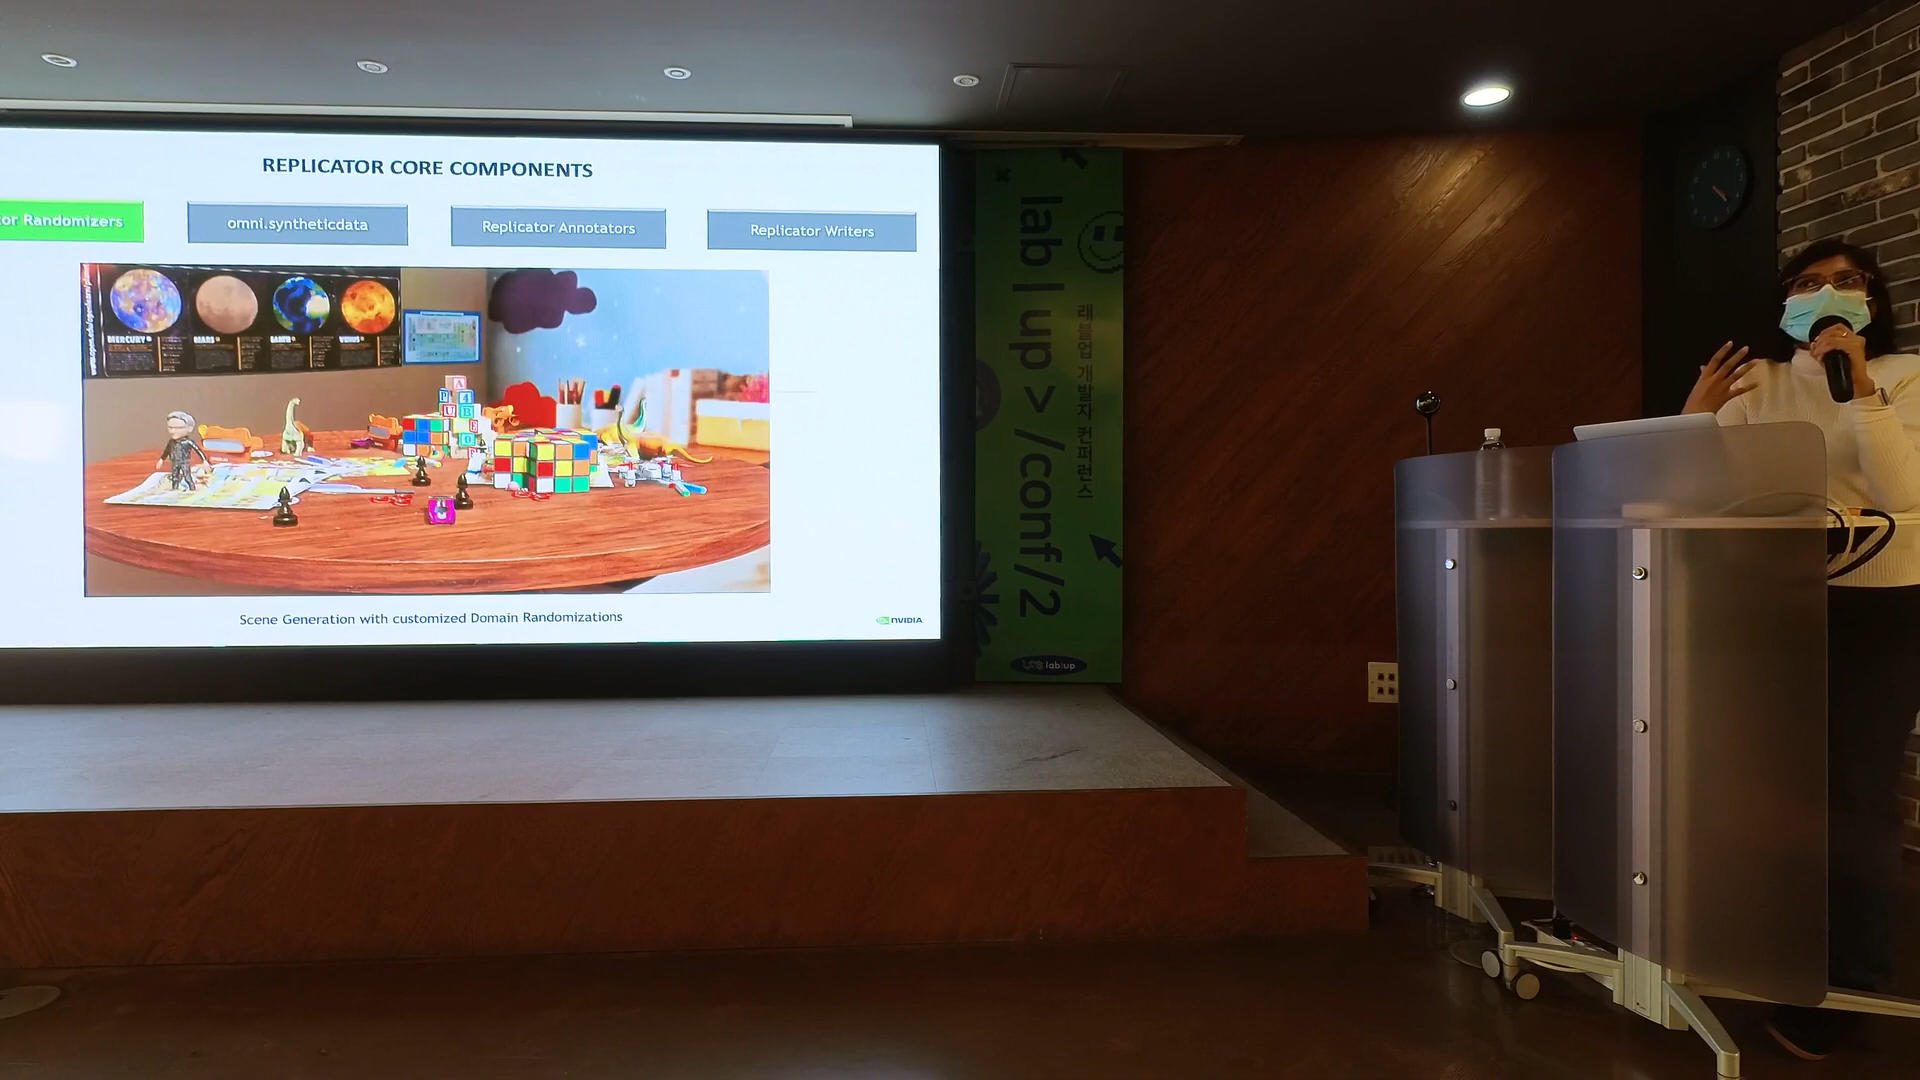 REPLICATOR CORE COMPONENTS
or Randomizers
omni.syntheticdata
Replicator Annotators
Replicator Writers
MERCURY
MARS
EARTH
VENUS
Scene Generation with customized Domain Randomizations
NVIDIA
lab | up > /conf/2
래블업 개발자 컨퍼런스
lab|up